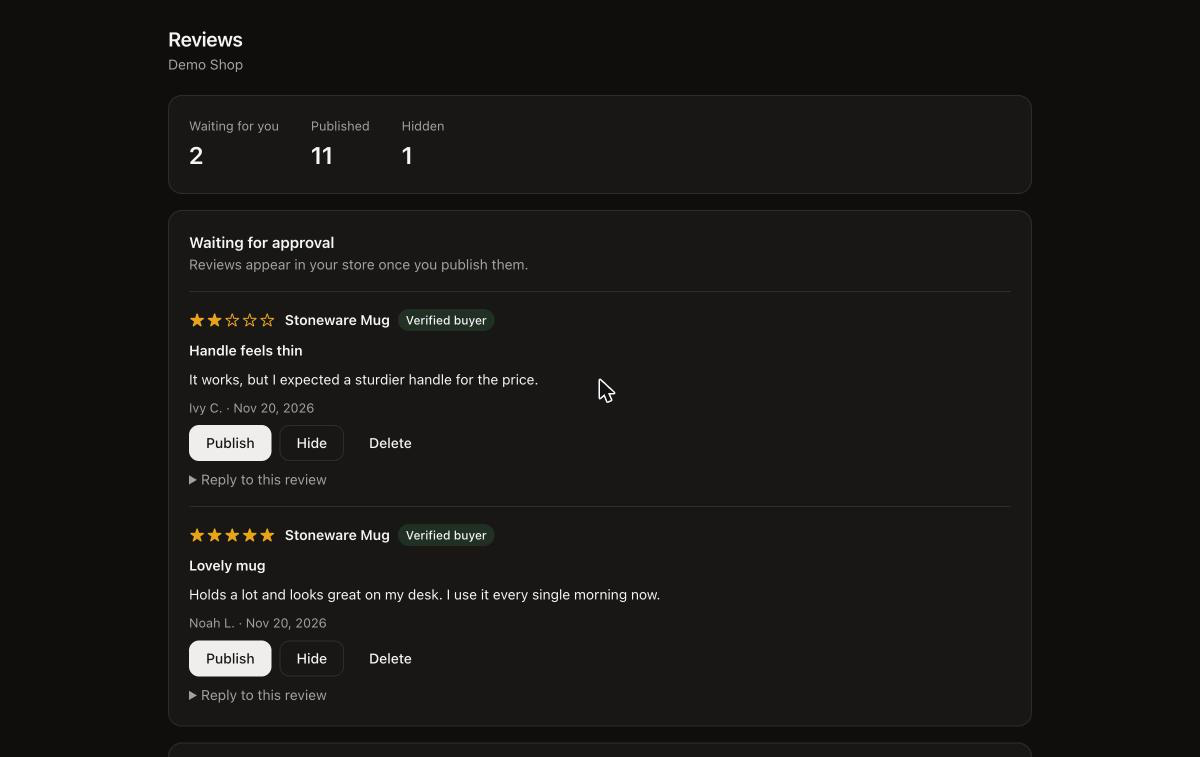 Reviews
Demo Shop
Waiting for you
Published
Hidden
2
11
1
Waiting for approval
Reviews appear in your store once you publish them.
Stoneware Mug Verified buyer
Handle feels thin
It works, but I expected a sturdier handle for the price.
Ivy C. · Nov 20, 2026
Publish Hide Delete
Reply to this review
Stoneware Mug Verified buyer
Lovely mug
Holds a lot and looks great on my desk. I use it every single morning now.
Noah L. · Nov 20, 2026
Publish Hide Delete
Reply to this review